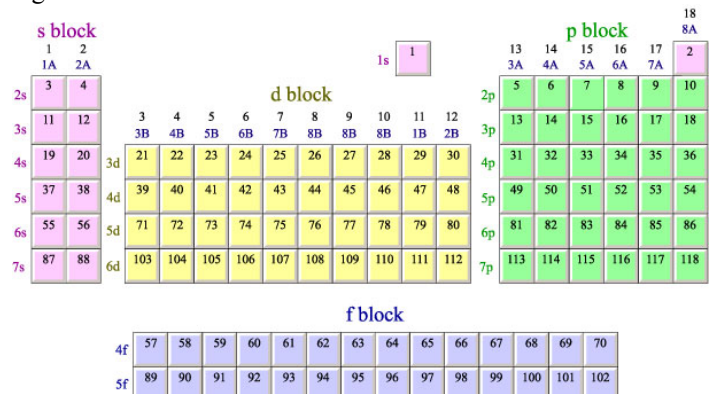 18
s block p block 8A
1 2 1s 1 13 14 15 16 17 2
1A 2A 3A 4A 5A 6A 7A
2s 3 4 d block 2p 5 6 7 8 9 10
3 4 5 6 7 8 9 10 11 12
3s 11 12 3B 4B 5B 6B 7B 8B 8B 8B 1B 2B 3p 13 14 15 16 17 18
4s 19 20 3d 21 22 23 24 25 26 27 28 29 30 4p 31 32 33 34 35 36
5s 37 38 4d 39 40 41 42 43 44 45 46 47 48 5p 49 50 51 52 53 54
6s 55 56 5d 71 72 73 74 75 76 77 78 79 80 6p 81 82 83 84 85 86
7s 87 88 6d 103 104 105 106 107 108 109 110 111 112 7p 113 114 115 116 117 118
f block
4f 57 58 59 60 61 62 63 64 65 66 67 68 69 70
5f 89 90 91 92 93 94 95 96 97 98 99 100 101 102